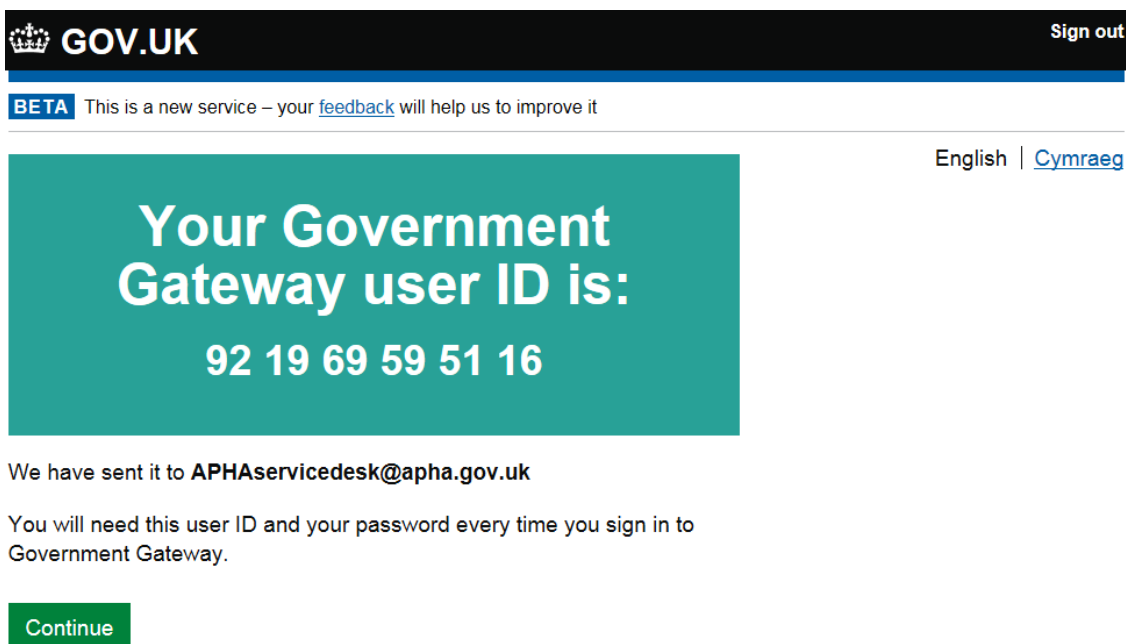 GOV.UK
Sign out
BETA This is a new service – your feedback will help us to improve it
English | Cymraeg
Your Government
Gateway user ID is:
92 19 69 59 51 16
We have sent it to APHAservicedesk@apha.gov.uk
You will need this user ID and your password every time you sign in to
Government Gateway.
Continue